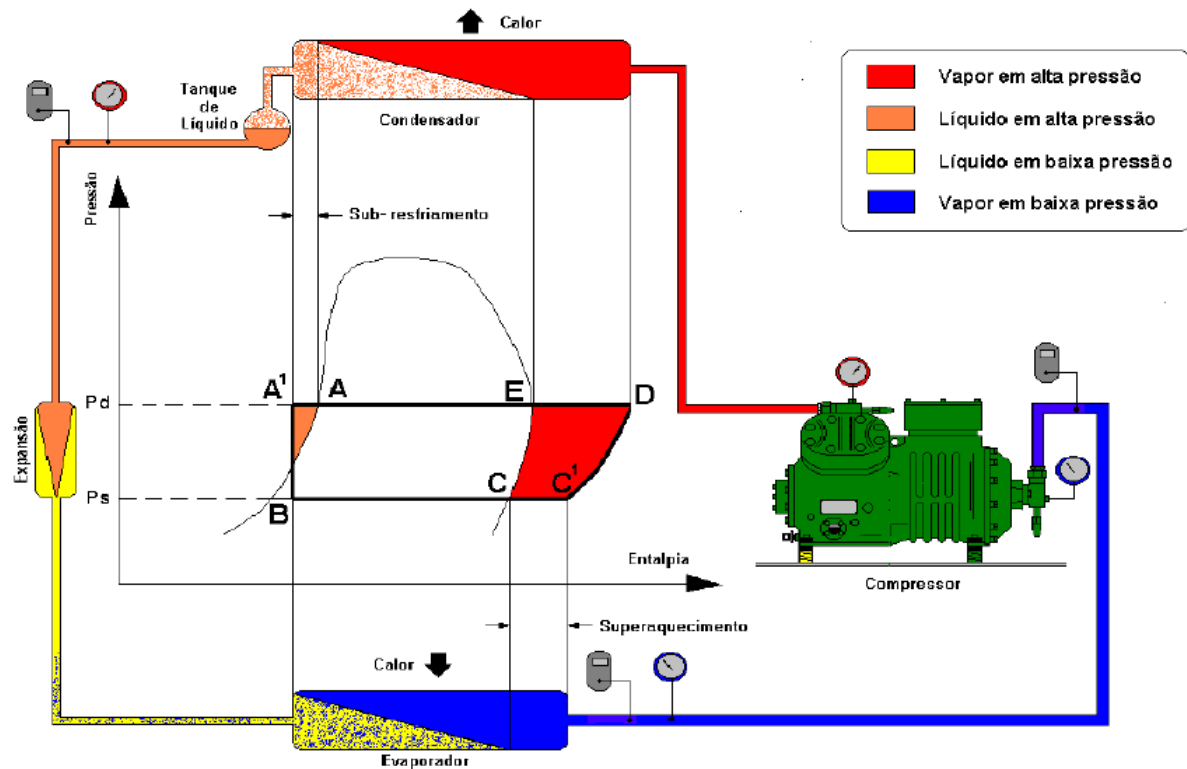 Calor
Tanque
de
Líquido
Condensador
Vapor em alta pressão
Líquido em alta pressão
Líquido em baixa pressão
Vapor em baixa pressão
Pressão
Sub-resfriamento
A¹
A
E
D
Pd
Expansão
Ps
B
C
C¹
Entalpia
Compressor
Superaquecimento
Calor
Evaporador